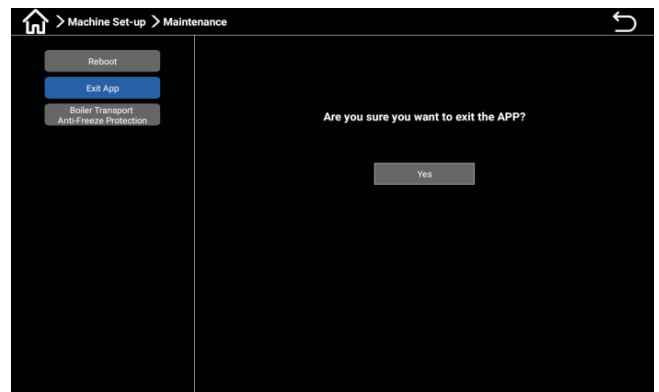 > Machine Set-up > Maintenance
Reboot
Exit App
Boiler Transport
Anti-Freeze Protection
Are you sure you want to exit the APP?
Yes